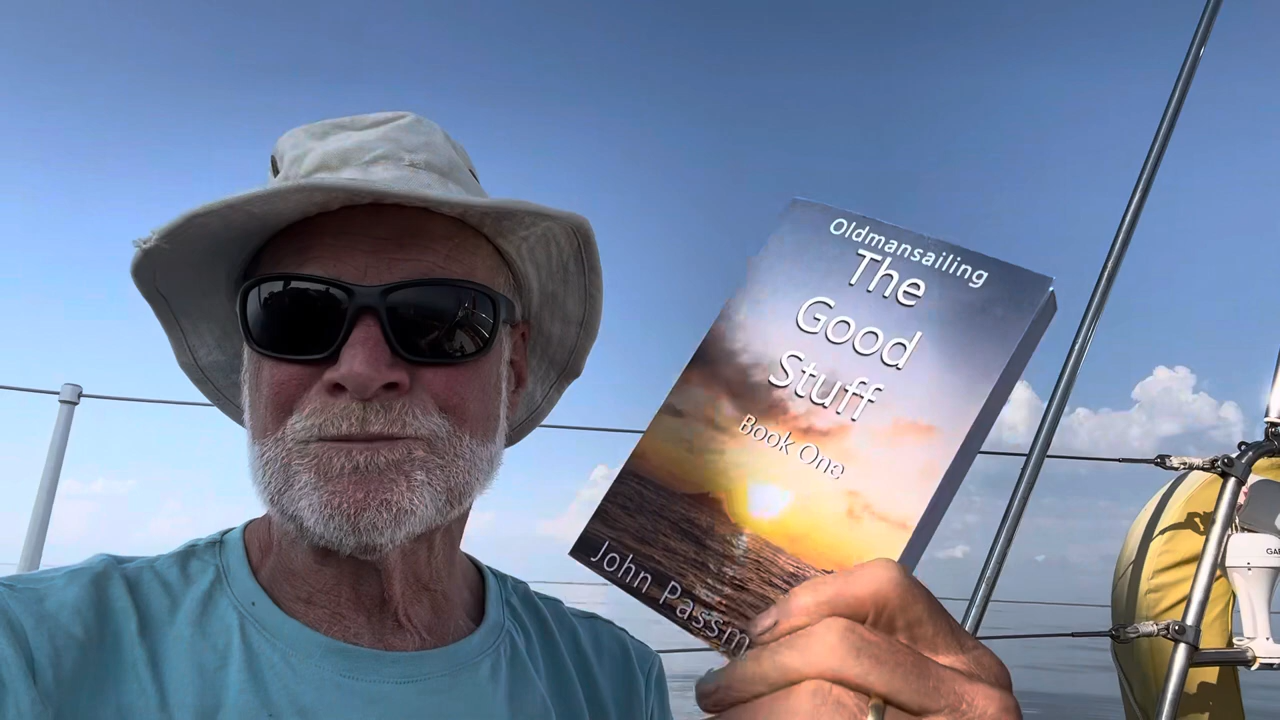 Oldmansailing
The
Good
Stuff
Book One
John Passm